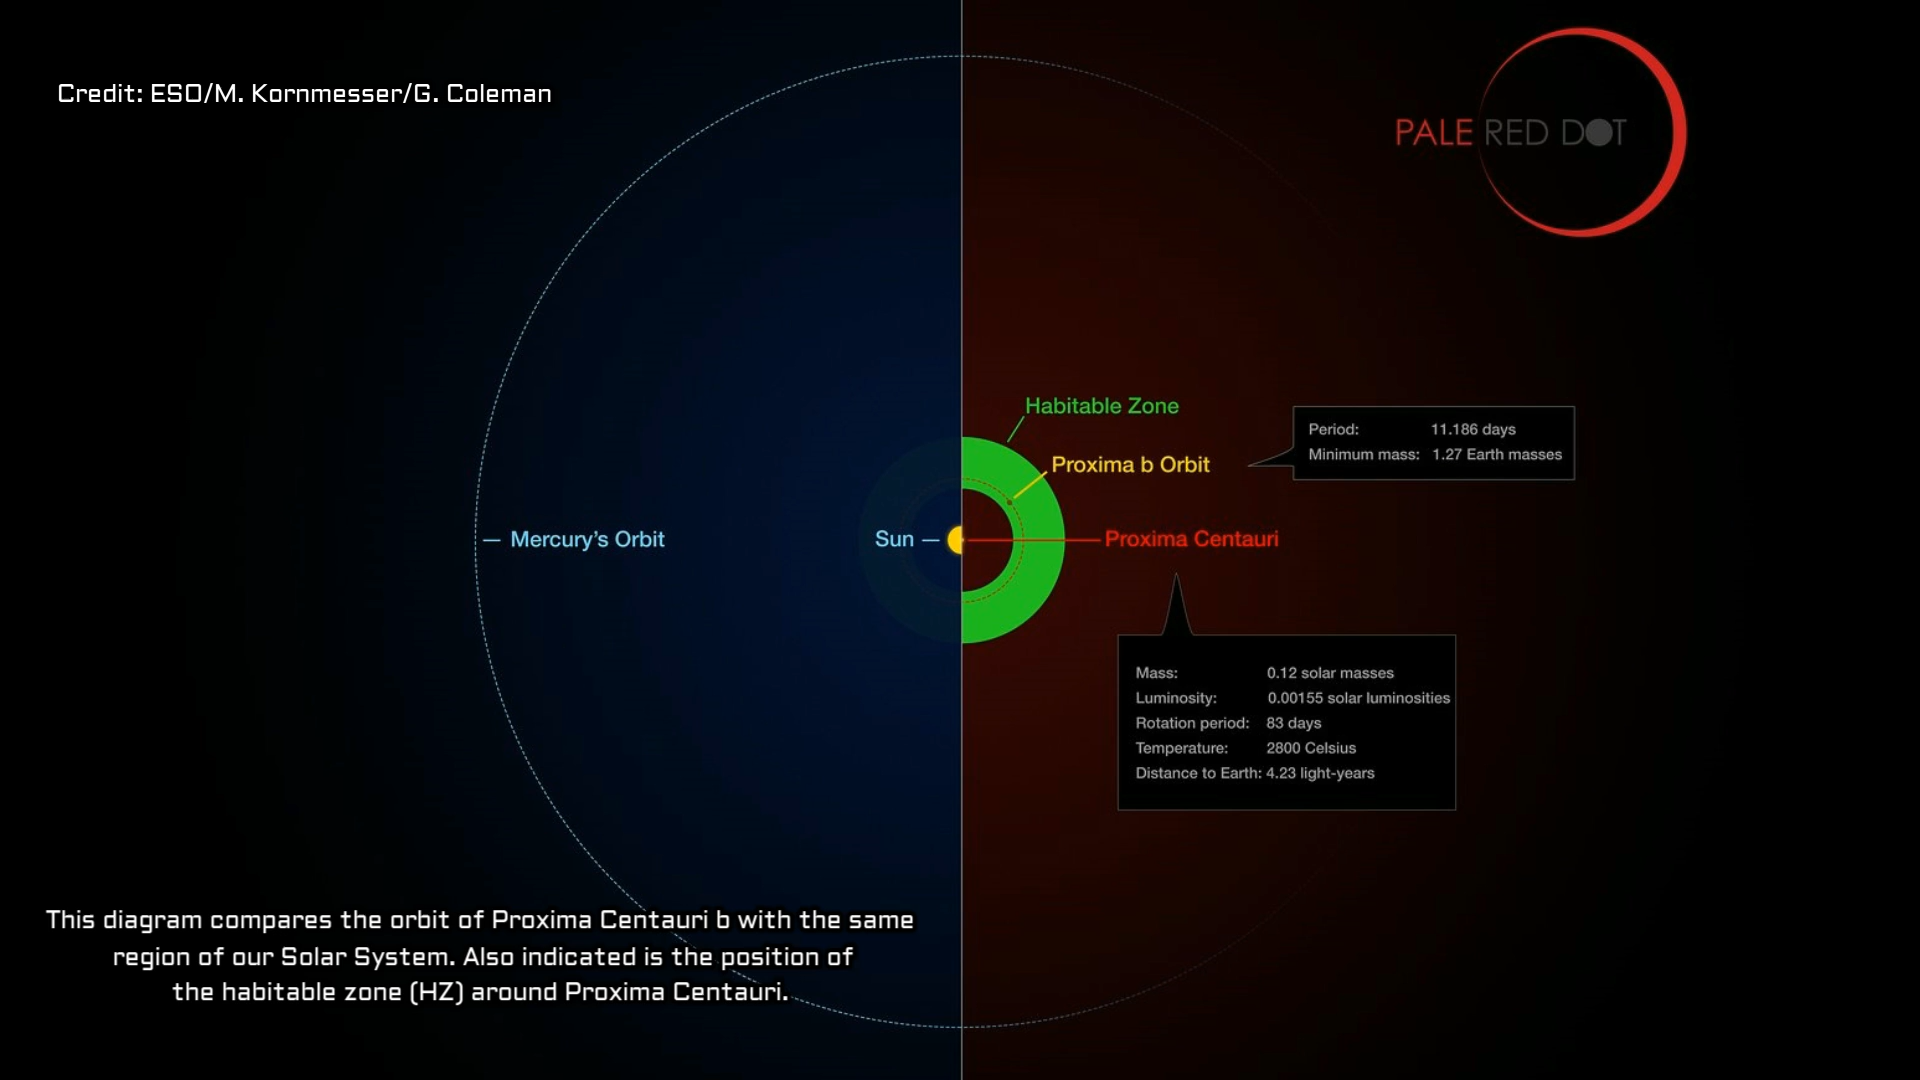 Credit: ESO/M. Kornmesser/G. Coleman
PALE RED DOT
Habitable Zone
Proxima b Orbit
Period: 11.186 days
Minimum mass: 1.27 Earth masses
Mercury's Orbit
Sun
Proxima Centauri
Mass: 0.12 solar masses
Luminosity: 0.00155 solar luminosities
Rotation period: 83 days
Temperature: 2800 Celsius
Distance to Earth: 4.23 light-years
This diagram compares the orbit of Proxima Centauri b with the same
region of our Solar System. Also indicated is the position of
the habitable zone (HZ) around Proxima Centauri.